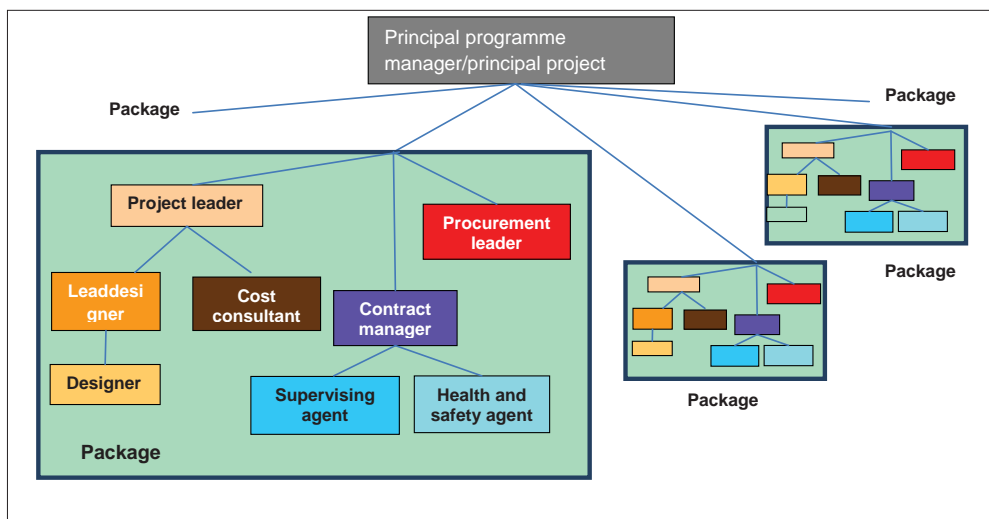 Principal programme
manager/principal project
Package
Package
Project leader
Procurement
leader
Leaddesi
gner
Cost
consultant
Contract
manager
Designer
Supervising
agent
Health and
safety agent
Package
Package
Package